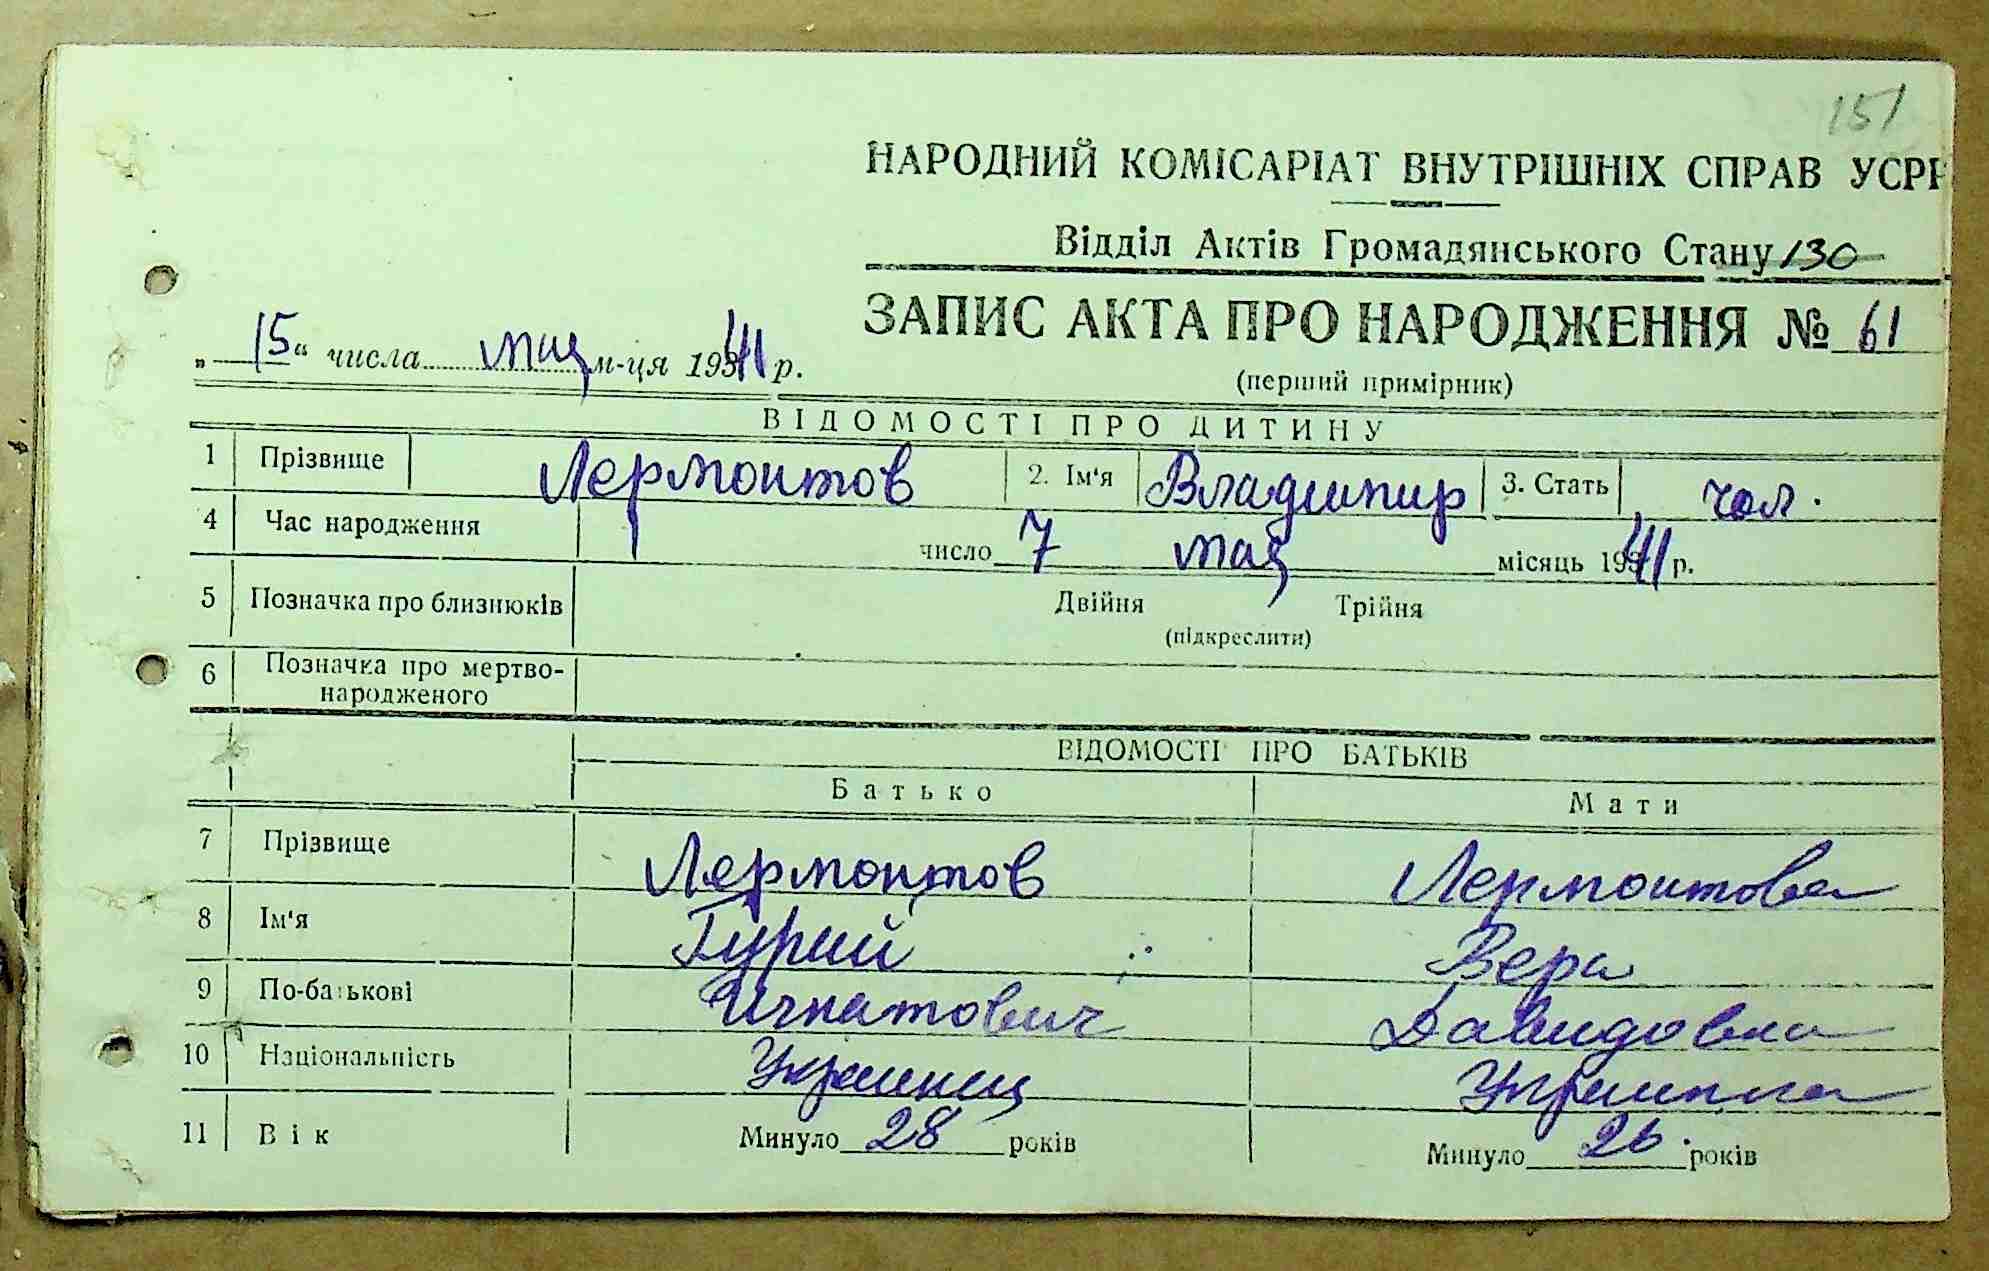 151
НАРОДНИЙ КОМІСАРІАТ ВНУТРІШНІХ СПРАВ УСРР
Відділ Актів Громадянського Стану 130
ЗАПИС АКТА ПРО НАРОДЖЕННЯ № 61
„15“ числа мая м-ця 1941 р.
(перший примірник)
ВІДОМОСТІ ПРО ДИТИНУ
1 Прізвище Лермонтов 2. Ім'я Владимир 3. Стать чол.
4 Час народження число 7 мая місяць 1941 р.
5 Позначка про близнюків Двійня Трійня
(підкреслити)
6 Позначка про мертво-
народженого
ВІДОМОСТІ ПРО БАТЬКІВ
Батько Мати
7 Прізвище Лермонтов Лермонтова
8 Ім'я Гурий Вера
9 По-батькові Игнатович Давидовна
10 Національність Украинец Украинка
11 Вік Минуло 28 років Минуло 26 років